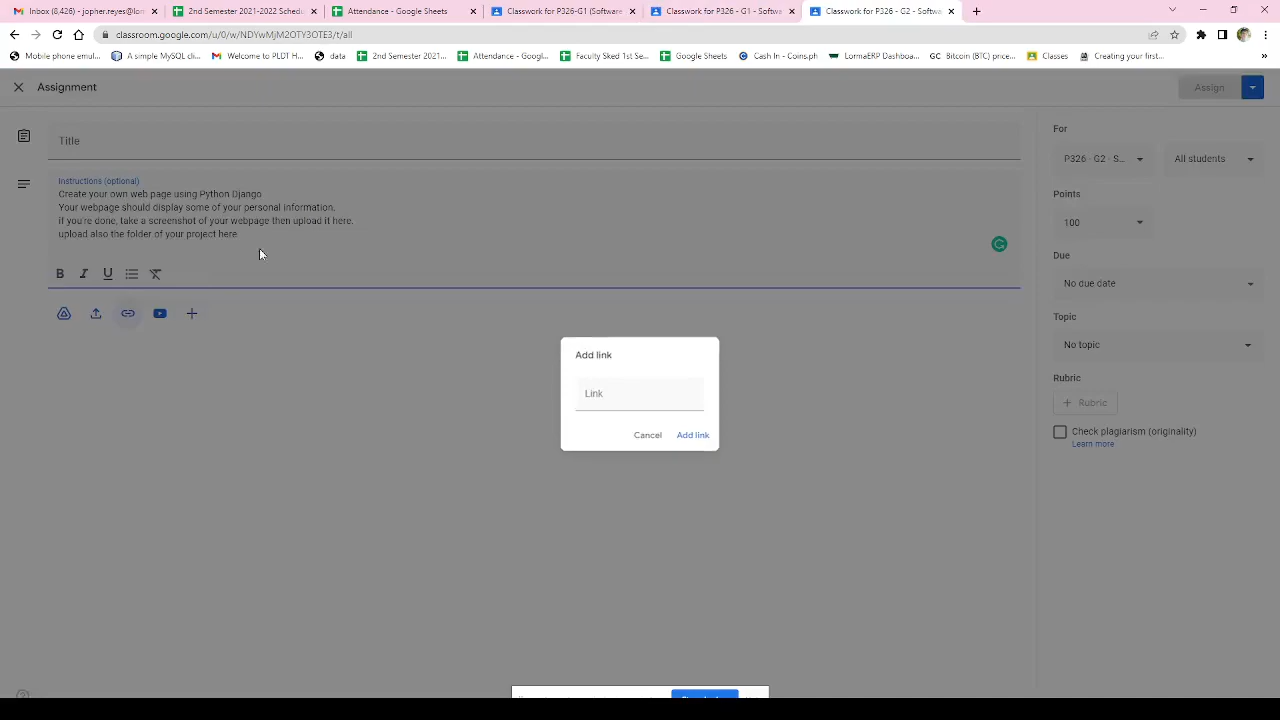 Inbox (8,426) - jopher.reyes@lor
2nd Semester 2021-2022 Schedu
Attendance - Google Sheets
Classwork for P326-G1 (Software
Classwork for P326 - G1 - Softwa
Classwork for P326 - G2 - Softwa
classroom.google.com/u/0/w/NDYwMjM2OTY3OTE3/t/all
Mobile phone emul...
A simple MySQL cli...
Welcome to PLDT H...
data
2nd Semester 2021...
Attendance - Googl...
Faculty Sked 1st Se...
Google Sheets
Cash In - Coins.ph
LormaERP Dashboa...
GC Bitcoin (BTC) price...
Classes
Creating your first...
Assignment
Assign
Title
Instructions (optional)
Create your own web page using Python Django
Your webpage should display some of your personal information.
if you're done, take a screenshot of your webpage then upload it here.
upload also the folder of your project here
B I U
For
P326 - G2 - S...
All students
Points
100
Due
No due date
Topic
No topic
Rubric
+ Rubric
Check plagiarism (originality)
Learn more
Add link
Link
Cancel
Add link